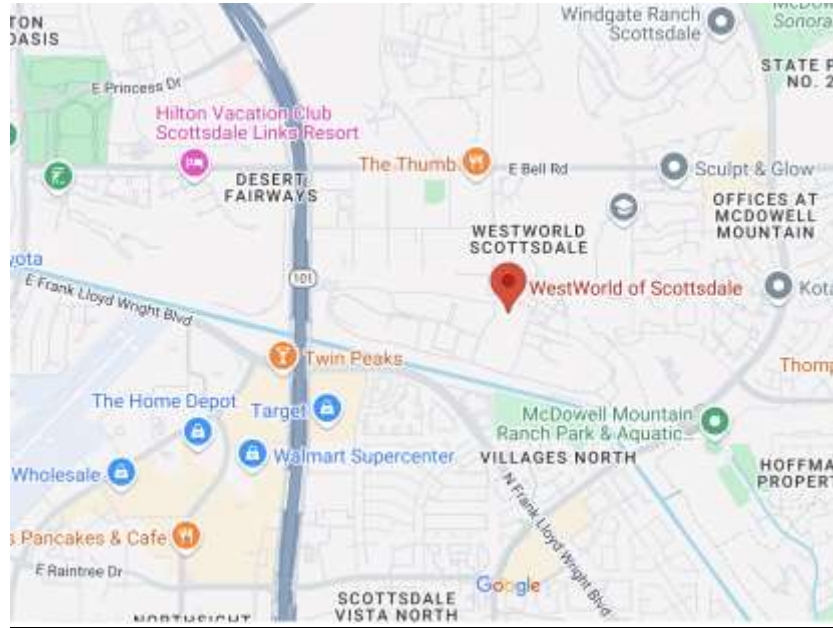 Windgate Ranch
Scottsdale
McDowell
Sonora
TON
OASIS
STATE P
NO. 2
E Princess Dr
Hilton Vacation Club
Scottsdale Links Resort
The Thumb
E Bell Rd
Sculpt & Glow
DESERT
FAIRWAYS
OFFICES AT
MCDOWELL
MOUNTAIN
WESTWORLD
SCOTTSDALE
yota
101
WestWorld of Scottsdale
Kota
E Frank Lloyd Wright Blvd
Twin Peaks
Thomp
The Home Depot
Target
McDowell Mountain
Ranch Park & Aquatic...
Walmart Supercenter
VILLAGES NORTH
Wholesale
HOFFMA
PROPERT
N Frank Lloyd Wright Blvd
s Pancakes & Cafe
E Raintree Dr
Google
SCOTTSDALE
VISTA NORTH
NORTHSIGHT